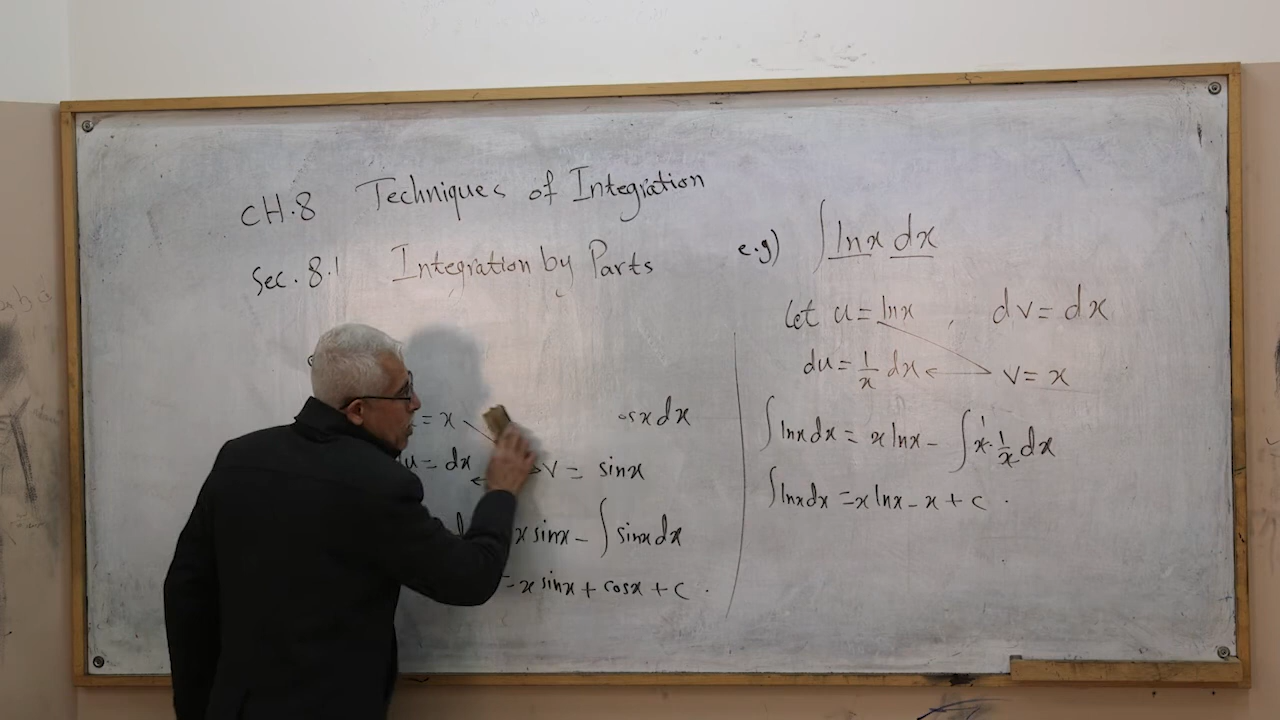 CH.8 Techniques of Integration
Sec. 8.1 Integration by Parts
= x
osx dx
u = dx
v = sinx
x sinx - ∫ sinx dx
= x sinx + cosx + c .
e.g) ∫ lnx dx
let u = lnx , dv = dx
du = 1/x dx ← v = x
∫ lnx dx = x lnx - ∫ x · 1/x dx
∫ lnx dx = x lnx - x + c .